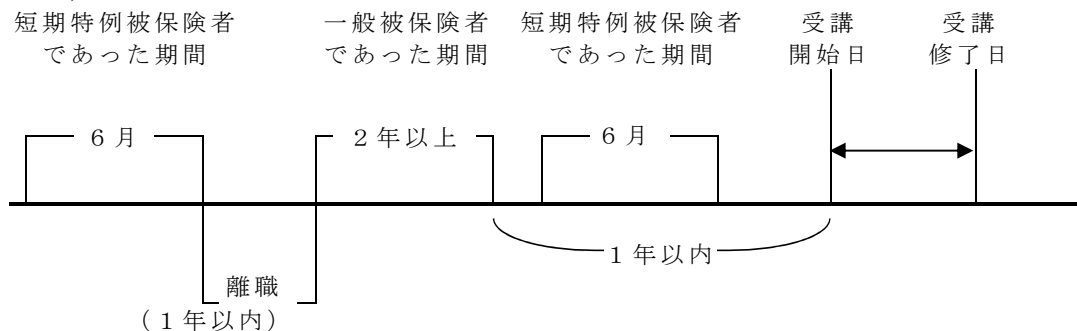 短期特例被保険者
であった期間
一般被保険者
であった期間
短期特例被保険者
であった期間
受講
開始日
受講
修了日
6月
2年以上
6月
1年以内
離職
（1年以内）